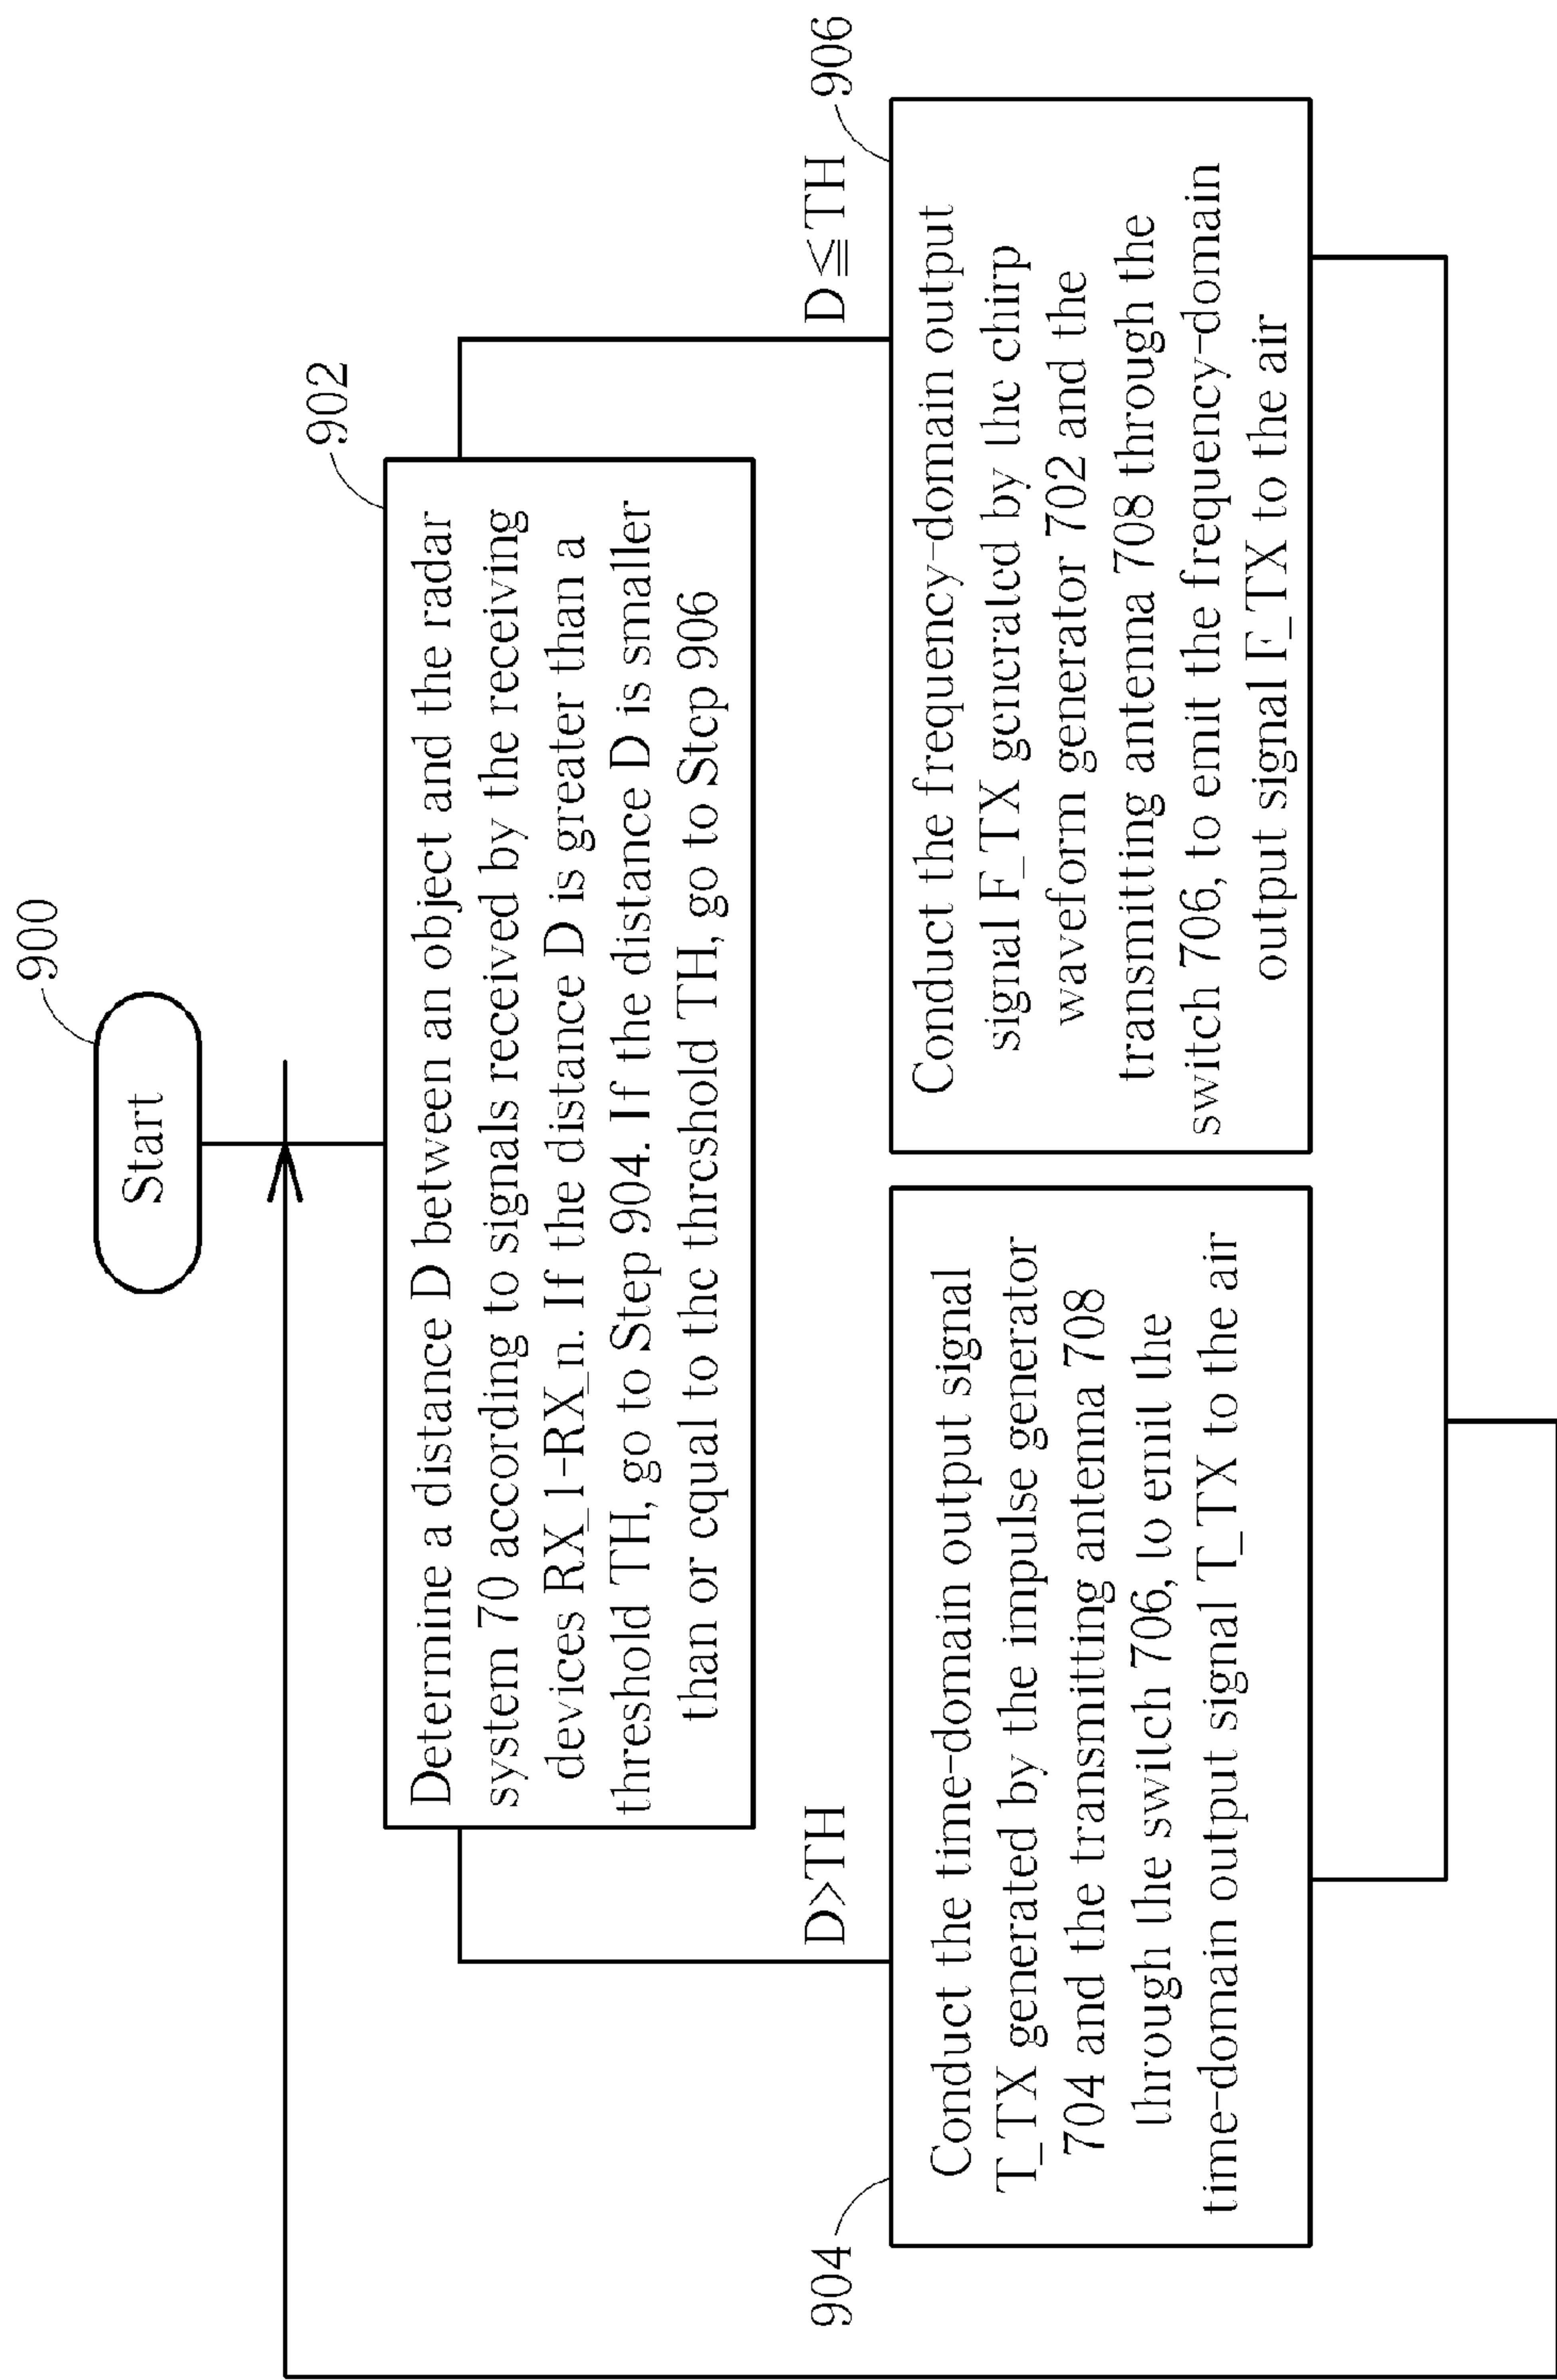 900
Start
902
Determine a distance D between an object and the radar
system 70 according to signals received by the receiving
devices RX_1-RX_n. If the distance D is greater than a
threshold TH, go to Step 904. If the distance D is smaller
than or equal to the threshold TH, go to Step 906
D>TH
D≦TH
904
Conduct the time-domain output signal
T_TX generated by the impulse generator
704 and the transmitting antenna 708
through the switch 706, to emit the
time-domain output signal T_TX to the air
906
Conduct the frequency-domain output
signal F_TX generated by the chirp
waveform generator 702 and the
transmitting antenna 708 through the
switch 706, to emit the frequency-domain
output signal F_TX to the air